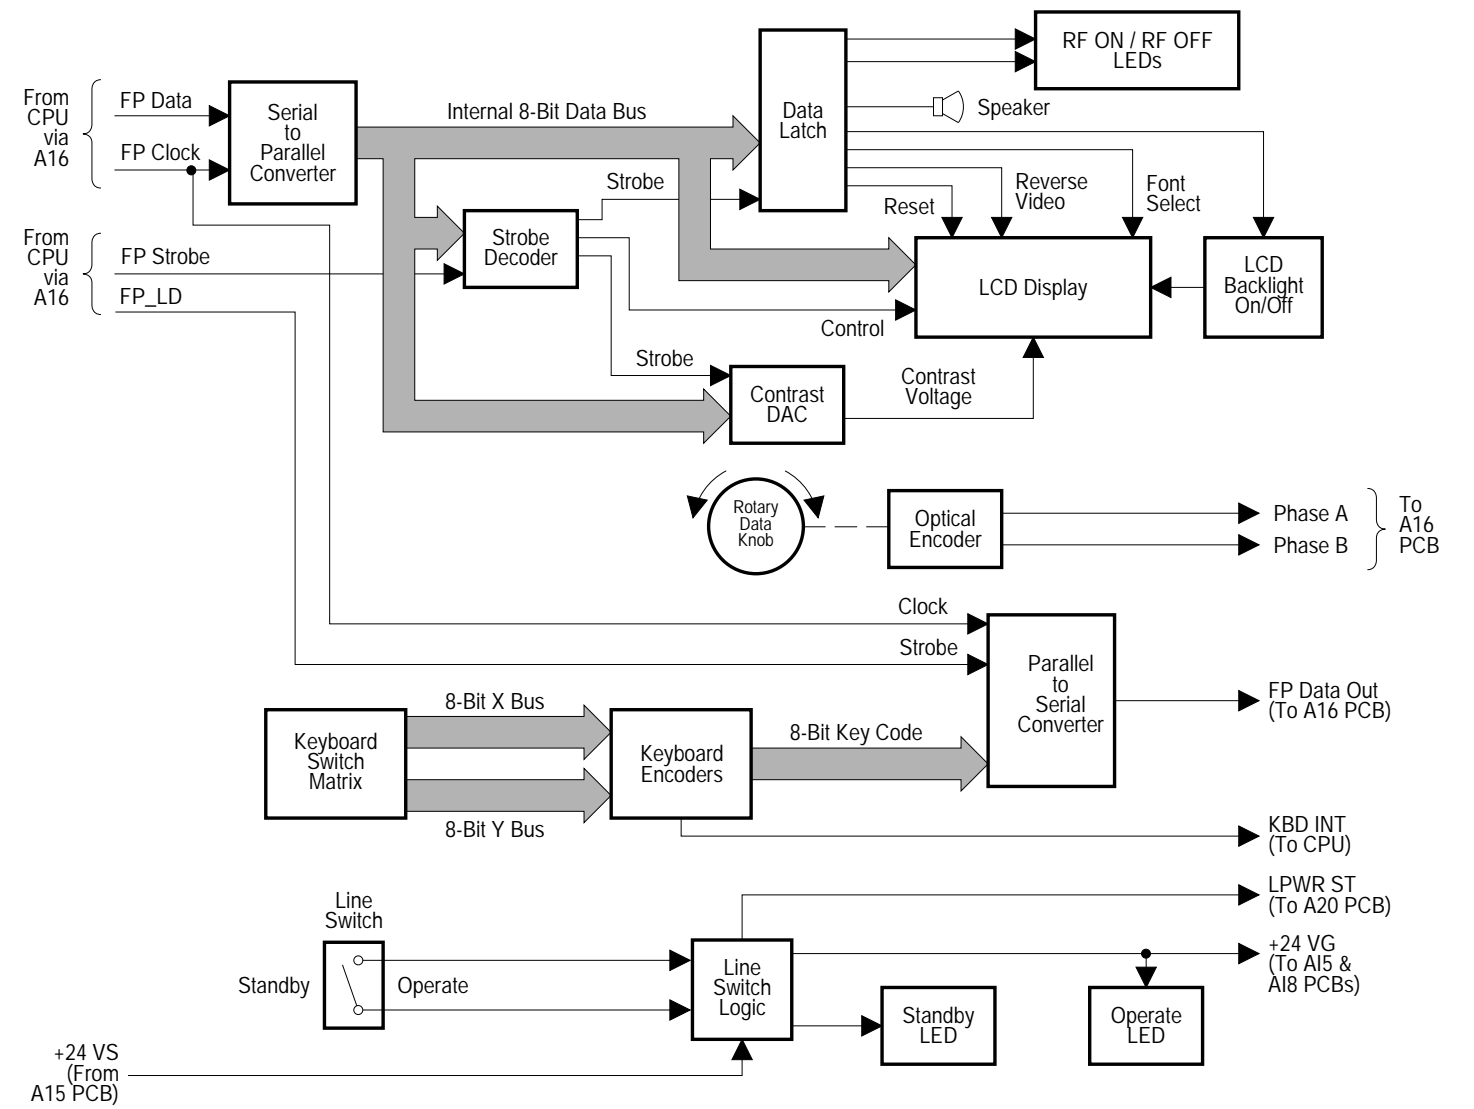 RF ON / RF OFF
LEDs
From
CPU
via
A16
FP Data
FP Clock
Serial
to
Parallel
Converter
Internal 8-Bit Data Bus
Data
Latch
Speaker
Strobe
Reset
Reverse
Video
Font
Select
From
CPU
via
A16
FP Strobe
FP_LD
Strobe
Decoder
LCD Display
LCD
Backlight
On/Off
Control
Strobe
Contrast
DAC
Contrast
Voltage
Rotary
Data
Knob
Optical
Encoder
Phase A
Phase B
To
A16
PCB
Clock
Strobe
Parallel
to
Serial
Converter
FP Data Out
(To A16 PCB)
8-Bit X Bus
Keyboard
Switch
Matrix
8-Bit Y Bus
Keyboard
Encoders
8-Bit Key Code
KBD INT
(To CPU)
LPWR ST
(To A20 PCB)
Line
Switch
Standby
Operate
Line
Switch
Logic
+24 VG
(To AI5 &
AI8 PCBs)
Standby
LED
Operate
LED
+24 VS
(From
A15 PCB)